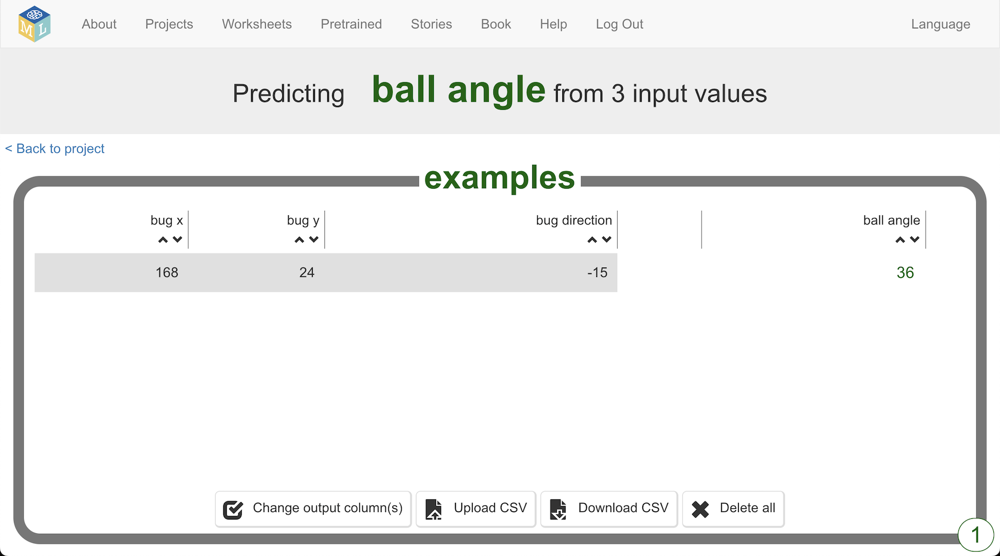 ML About Projects Worksheets Pretrained Stories Book Help Log Out Language
Predicting ball angle from 3 input values
< Back to project
examples
bug x bug y bug direction ball angle
168 24 -15 36
Change output column(s) Upload CSV Download CSV Delete all
1